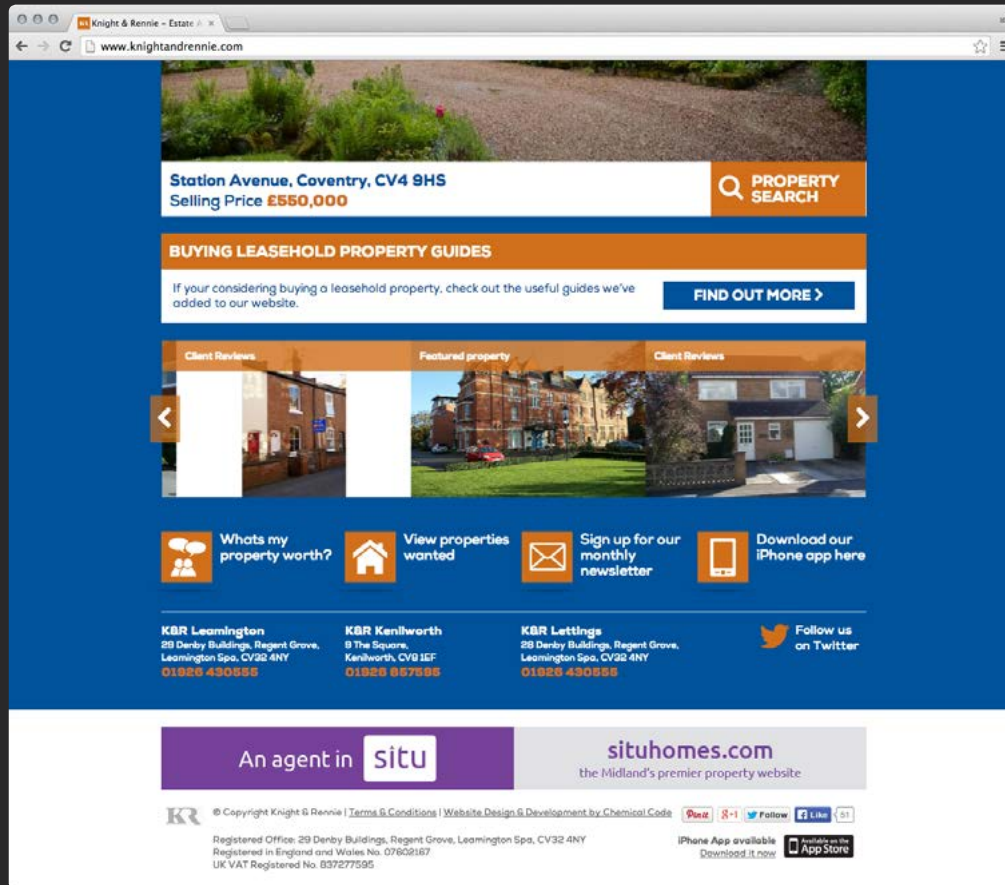 KR Knight & Rennie – Estate A
www.knightandrennie.com
Station Avenue, Coventry, CV4 9HS
Selling Price £550,000
PROPERTY
SEARCH
BUYING LEASEHOLD PROPERTY GUIDES
If your considering buying a leasehold property, check out the useful guides we've
added to our website.
FIND OUT MORE >
Client Reviews
Featured property
Client Reviews
Whats my
property worth?
View properties
wanted
Sign up for our
monthly
newsletter
Download our
iPhone app here
K&R Leamington
29 Denby Buildings, Regent Grove,
Leamington Spa, CV32 4NY
01926 430555
K&R Kenilworth
9 The Square,
Kenilworth, CV8 1EF
01926 857595
K&R Lettings
28 Denby Buildings, Regent Grove,
Leamington Spa, CV32 4NY
01926 430555
Follow us
on Twitter
An agent in situ
situhomes.com
the Midland's premier property website
KR
© Copyright Knight & Rennie | Terms & Conditions | Website Design & Development by Chemical Code
Pin it
g+1
Follow
Like
51
Registered Office: 29 Denby Buildings, Regent Grove, Leamington Spa, CV32 4NY
Registered in England and Wales No. 07602167
UK VAT Registered No. 837277595
iPhone App available
Download it now
Available on the
App Store